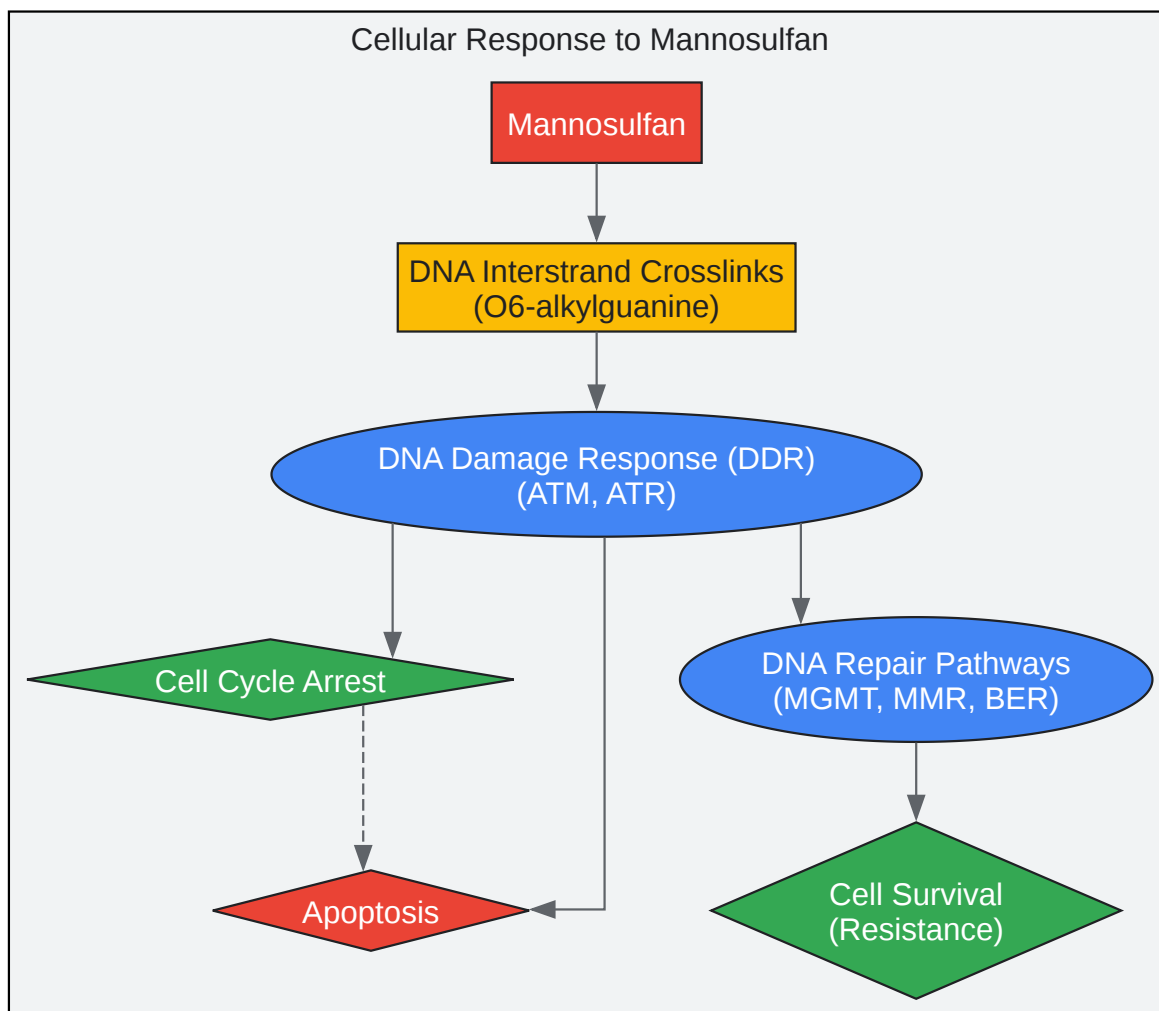 Cellular Response to Mannosulfan
Mannosulfan
DNA Interstrand Crosslinks
(O6-alkylguanine)
DNA Damage Response (DDR)
(ATM, ATR)
Cell Cycle Arrest
DNA Repair Pathways
(MGMT, MMR, BER)
Apoptosis
Cell Survival
(Resistance)